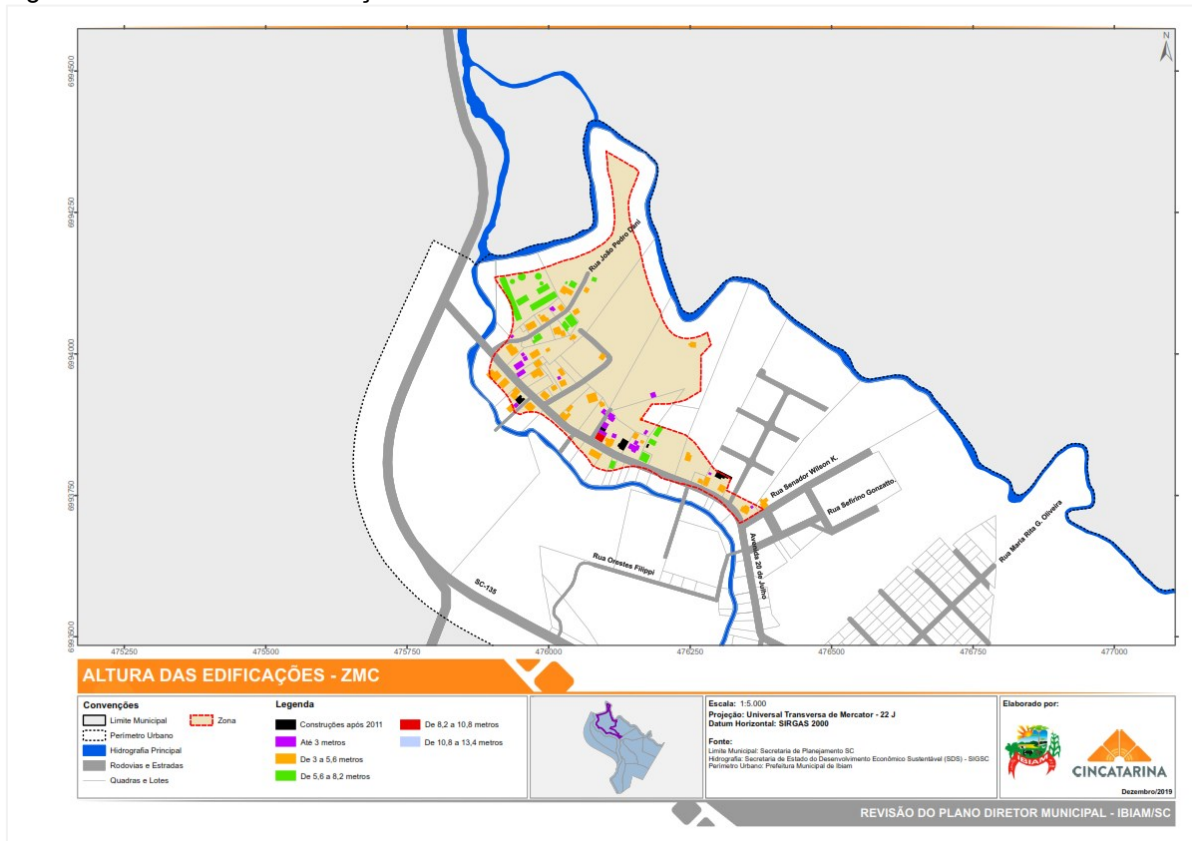 N
6994500
6994250
6994000
6993750
6993500
475250
475500
475750
476000
476250
476500
476750
477000
Rua João Pedro Dani
Rua Senador Wilson K.
Rua Sefirino Gonzatto.
Rua Maria Rita G. Oliveira
Avenida 20 de Julho
Rua Orestes Filippi
SC-135
ALTURA DAS EDIFICAÇÕES - ZMC
Convenções
Limite Municipal
Zona
Perímetro Urbano
Hidrografia Principal
Rodovias e Estradas
Quadras e Lotes
Legenda
Construções após 2011
De 8,2 a 10,8 metros
Até 3 metros
De 10,8 a 13,4 metros
De 3 a 5,6 metros
De 5,6 a 8,2 metros
Escala: 1:5.000
Projeção: Universal Transversa de Mercator - 22 J
Datum Horizontal: SIRGAS 2000
Fonte:
Limite Municipal: Secretaria de Planejamento SC
Hidrografia: Secretaria de Estado do Desenvolvimento Econômico Sustentável (SDS) - SIGSC
Perímetro Urbano: Prefeitura Municipal de Ibiam
Elaborado por:
IBIAM
CINCATARINA
Dezembro/2019
REVISÃO DO PLANO DIRETOR MUNICIPAL - IBIAM/SC